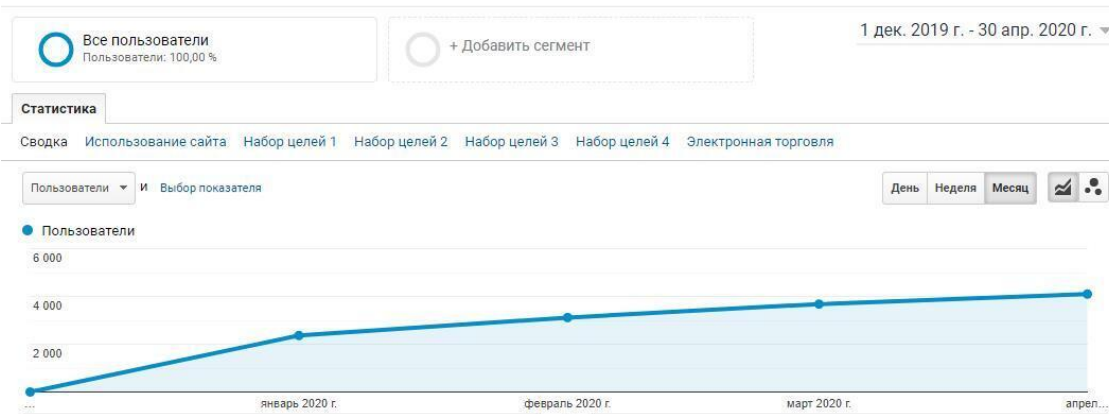 Все пользователи
Пользователи: 100,00 %
+ Добавить сегмент
1 дек. 2019 г. - 30 апр. 2020 г.
Статистика
Сводка Использование сайта Набор целей 1 Набор целей 2 Набор целей 3 Набор целей 4 Электронная торговля
Пользователи И Выбор показателя День Неделя Месяц
Пользователи
6 000
4 000
2 000
... январь 2020 г. февраль 2020 г. март 2020 г. апрел...